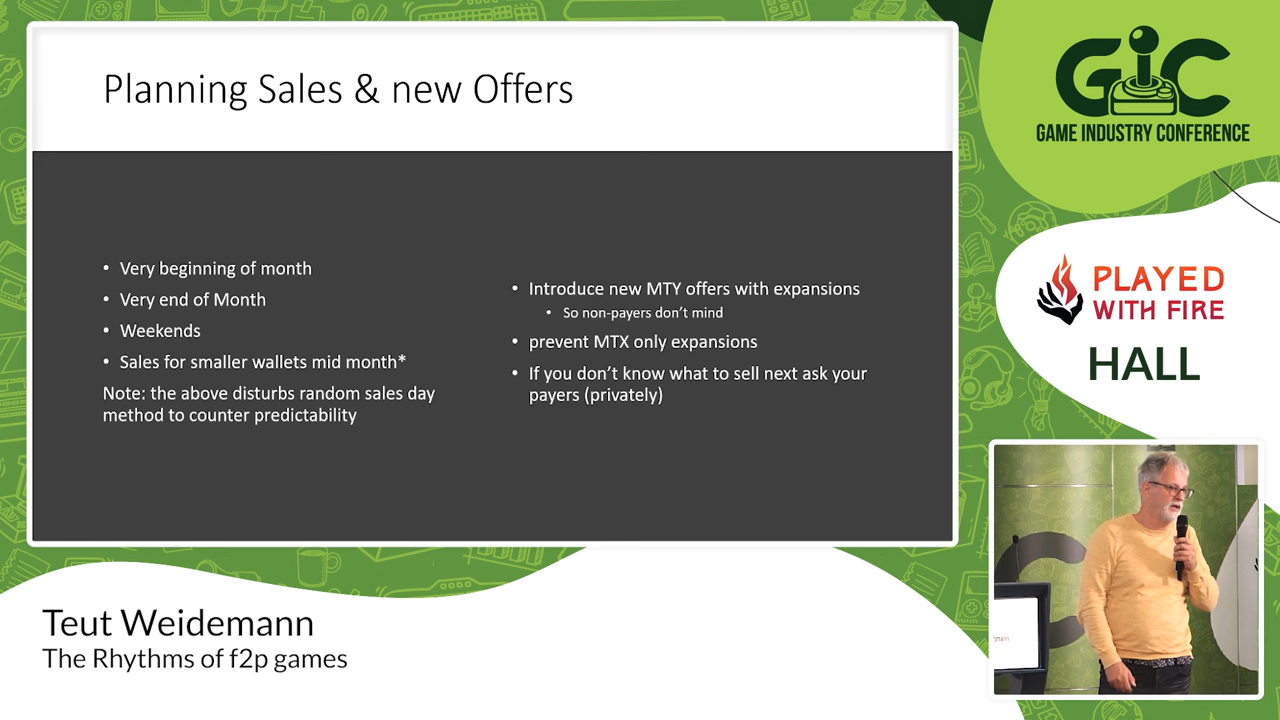 Planning Sales & new Offers
• Very beginning of month
• Very end of Month
• Weekends
• Sales for smaller wallets mid month*
Note: the above disturbs random sales day
method to counter predictability
• Introduce new MTY offers with expansions
• So non-payers don’t mind
• prevent MTX only expansions
• If you don’t know what to sell next ask your
payers (privately)
GiC
GAME INDUSTRY CONFERENCE
PLAYED
WITH FIRE
HALL
Teut Weidemann
The Rhythms of f2p games